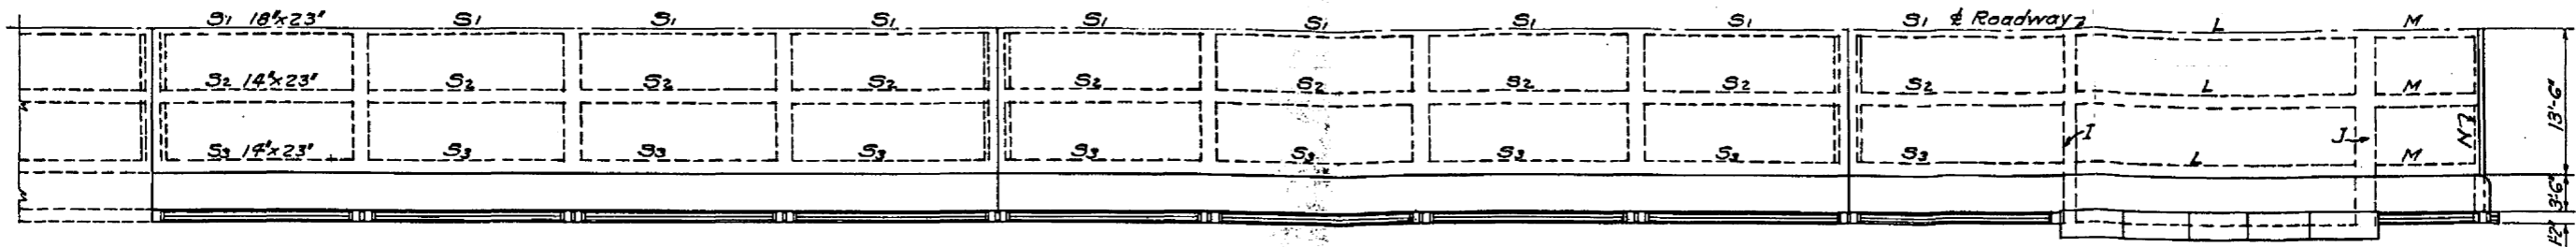 S1 18"x23" S1 S1 S1 S1 S1 S1 S1 S1 ℄ Roadway L M
S2 14"x23" S2 S2 S2 S2 S2 S2 S2 S2 L M
S3 14"x23" S3 S3 S3 S3 S3 S3 S3 S3 L M
I
J
N
13'-6"
3'-6"
1'-2"